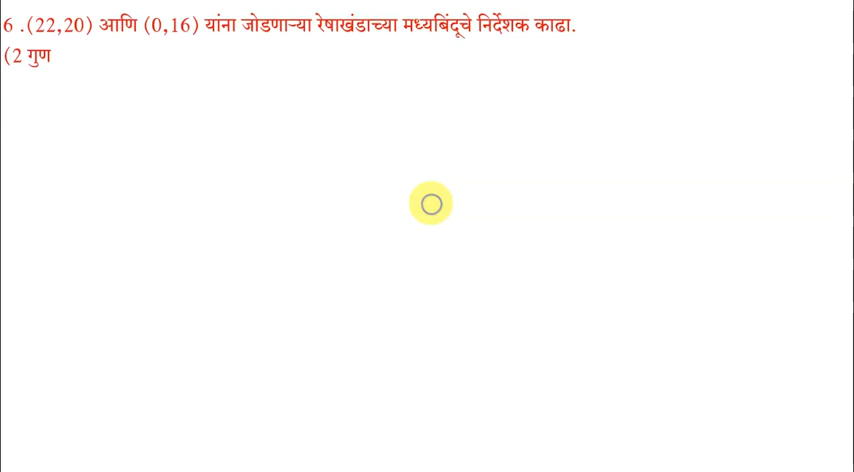 6 .(22,20) आणि (0,16) यांना जोडणाऱ्या रेषाखंडाच्या मध्यबिंदूचे निर्देशक काढा.
(2 गुण